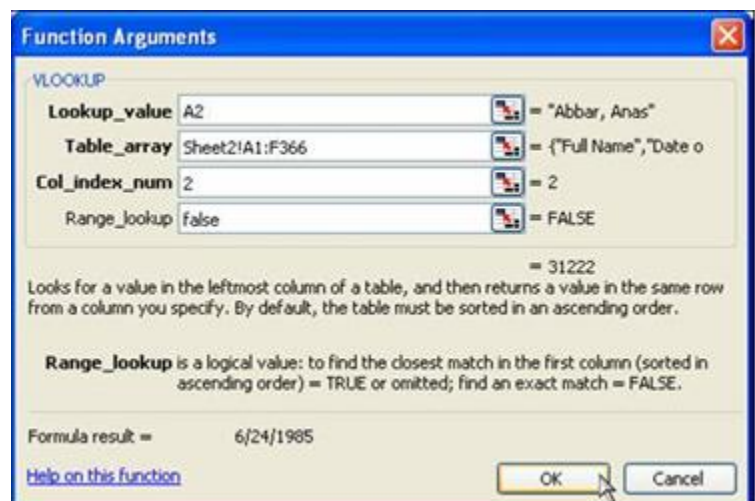 Function Arguments
VLOOKUP
Lookup_value A2 = "Abbar, Anas"
Table_array Sheet2!A1:F366 = {"Full Name","Date o
Col_index_num 2 = 2
Range_lookup false = FALSE
= 31222
Looks for a value in the leftmost column of a table, and then returns a value in the same row
from a column you specify. By default, the table must be sorted in an ascending order.
Range_lookup is a logical value: to find the closest match in the first column (sorted in
ascending order) = TRUE or omitted; find an exact match = FALSE.
Formula result = 6/24/1985
Help on this function OK Cancel